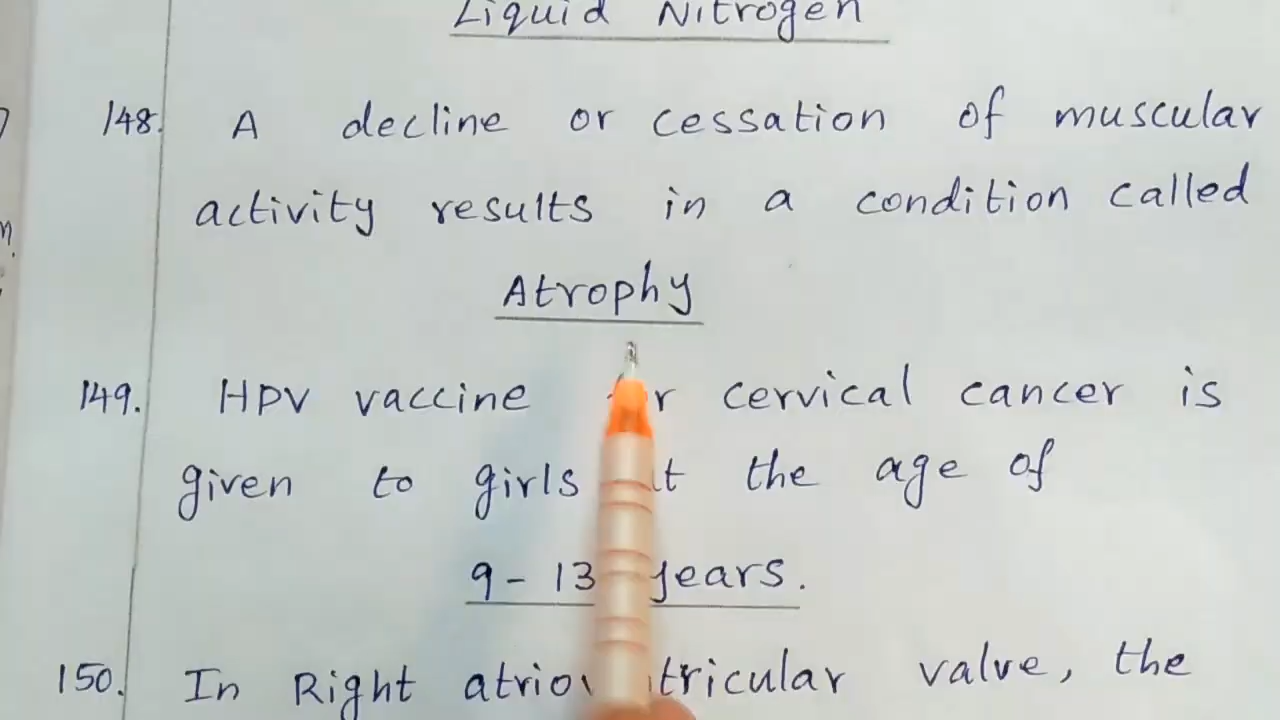 Liquid Nitrogen
148. A decline or cessation of muscular
activity results in a condition called
Atrophy
149. HPV vaccine cervical cancer is
given to girls the age of
9 - 13 years.
150. In Right valve, the